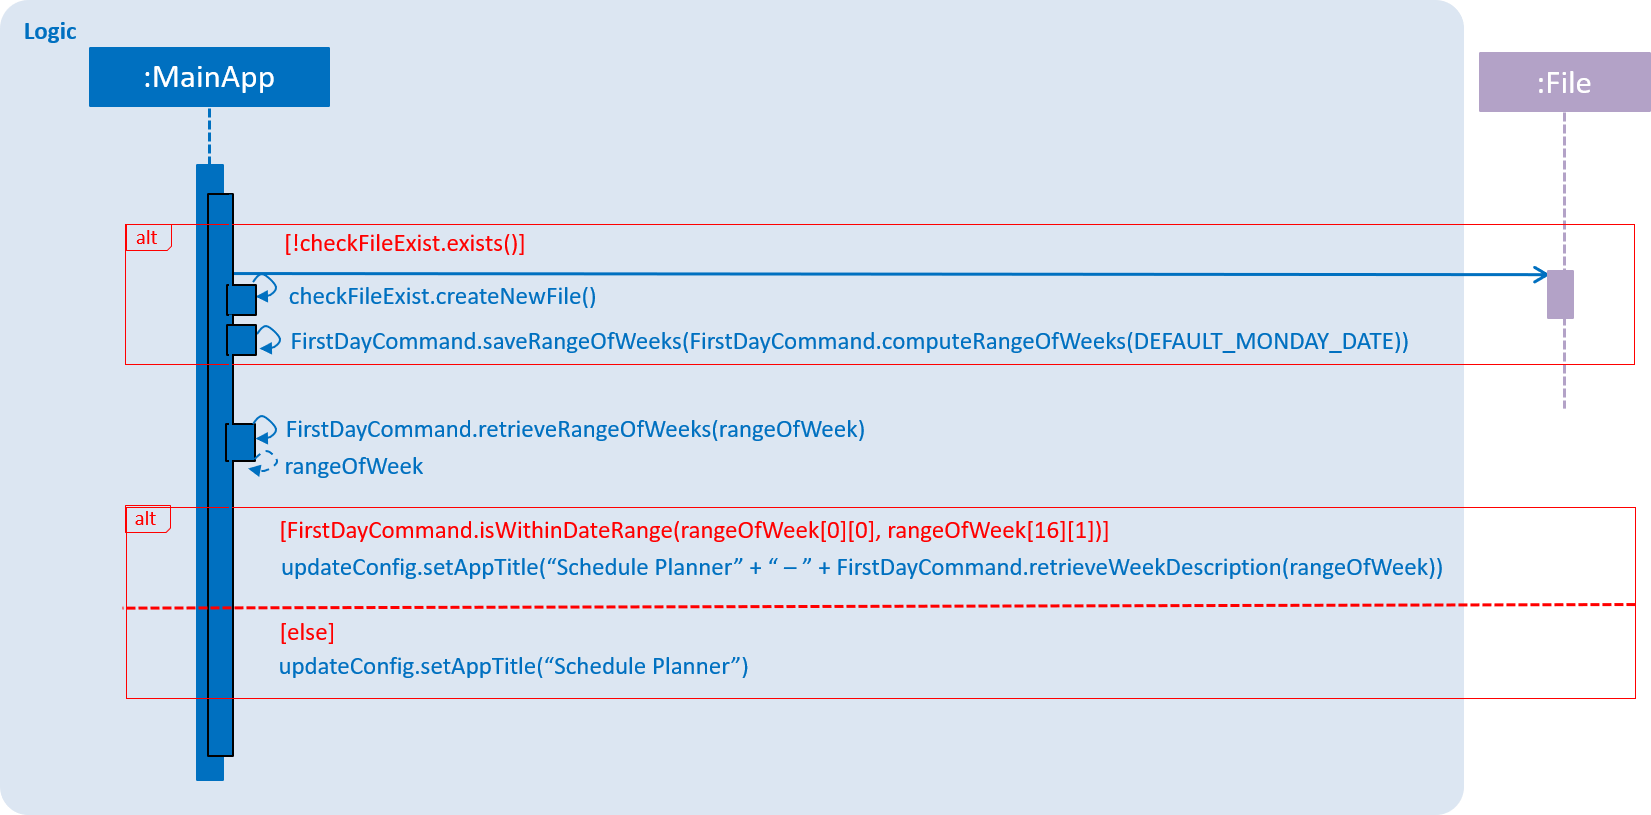 Logic
:MainApp
:File
alt
[!checkFileExist.exists()]
checkFileExist.createNewFile()
FirstDayCommand.saveRangeOfWeeks(FirstDayCommand.computeRangeOfWeeks(DEFAULT_MONDAY_DATE))
FirstDayCommand.retrieveRangeOfWeeks(rangeOfWeek)
rangeOfWeek
alt
[FirstDayCommand.isWithinDateRange(rangeOfWeek[0][0], rangeOfWeek[16][1])]
updateConfig.setAppTitle(“Schedule Planner” + “ – ” + FirstDayCommand.retrieveWeekDescription(rangeOfWeek))
[else]
updateConfig.setAppTitle(“Schedule Planner”)